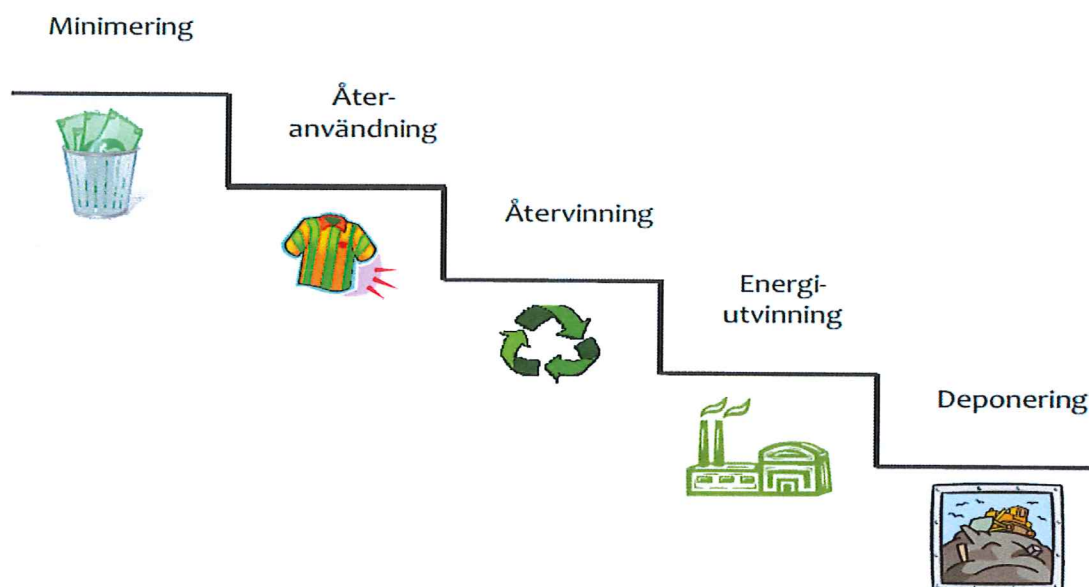 Minimering
Åter-
användning
Återvinning
Energi-
utvinning
Deponering